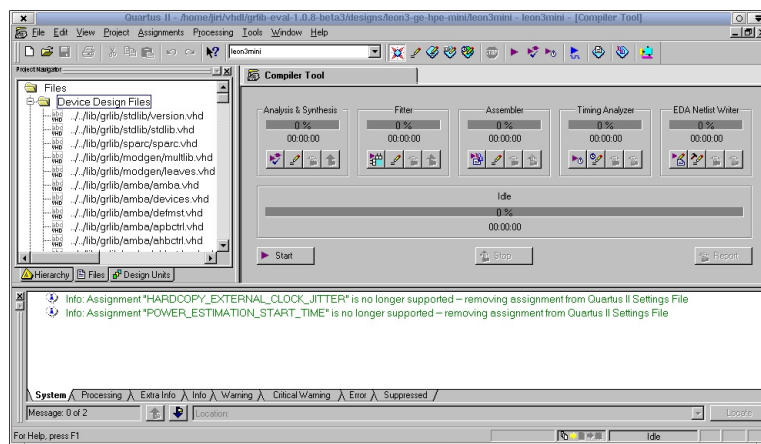 Quartus II - /home/jiri/vhdl/grlib-eval-1.0.8-beta3/designs/leon3-ge-hpe-mini/leon3mini - leon3mini - [Compiler Tool]
File Edit View Project Assignments Processing Tools Window Help
leon3mini
Project Navigator
Compiler Tool
Files
Device Design Files
../../lib/grlib/stdlib/version.vhd
../../lib/grlib/stdlib/stdlib.vhd
../../lib/grlib/sparc/sparc.vhd
../../lib/grlib/modgen/multlib.vhd
../../lib/grlib/modgen/leaves.vhd
../../lib/grlib/amba/amba.vhd
../../lib/grlib/amba/devices.vhd
../../lib/grlib/amba/defmst.vhd
../../lib/grlib/amba/apbctrl.vhd
../../lib/grlib/amba/ahbctrl.vhd
Hierarchy Files Design Units
Analysis & Synthesis Fitter Assembler Timing Analyzer EDA Netlist Writer
0 % 0 % 0 % 0 % 0 %
00:00:00 00:00:00 00:00:00 00:00:00 00:00:00
Idle
0 %
00:00:00
Start Stop Report
Info: Assignment "HARDCOPY_EXTERNAL_CLOCK_JITTER" is no longer supported -- removing assignment from Quartus II Settings File
Info: Assignment "POWER_ESTIMATION_START_TIME" is no longer supported -- removing assignment from Quartus II Settings File
System Processing Extra Info Info Warning Critical Warning Error Suppressed
Message: 0 of 2 Location: Locate
For Help, press F1 Idle